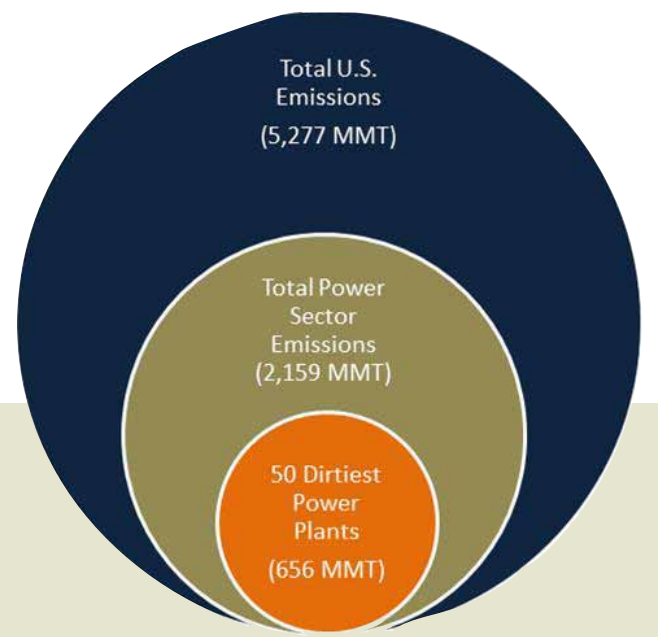 Total U.S.
Emissions
(5,277 MMT)
Total Power
Sector
Emissions
(2,159 MMT)
50 Dirtiest
Power
Plants
(656 MMT)